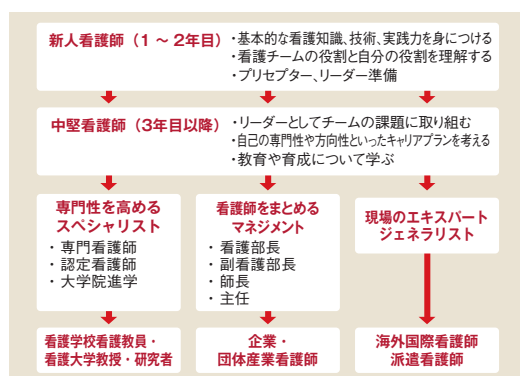 新人看護師（1 ～ 2年目）
・基本的な看護知識、技術、実践力を身につける
・看護チームの役割と自分の役割を理解する
・プリセプター、リーダー準備
中堅看護師（3年目以降）
・リーダーとしてチームの課題に取り組む
・自己の専門性や方向性といったキャリアプランを考える
・教育や育成について学ぶ
専門性を高める
スペシャリスト
・専門看護師
・認定看護師
・大学院進学
看護師をまとめる
マネジメント
・看護部長
・副看護部長
・師長
・主任
現場のエキスパート
ジェネラリスト
看護学校看護教員・
看護大学教授・研究者
企業・
団体産業看護師
海外国際看護師
派遣看護師